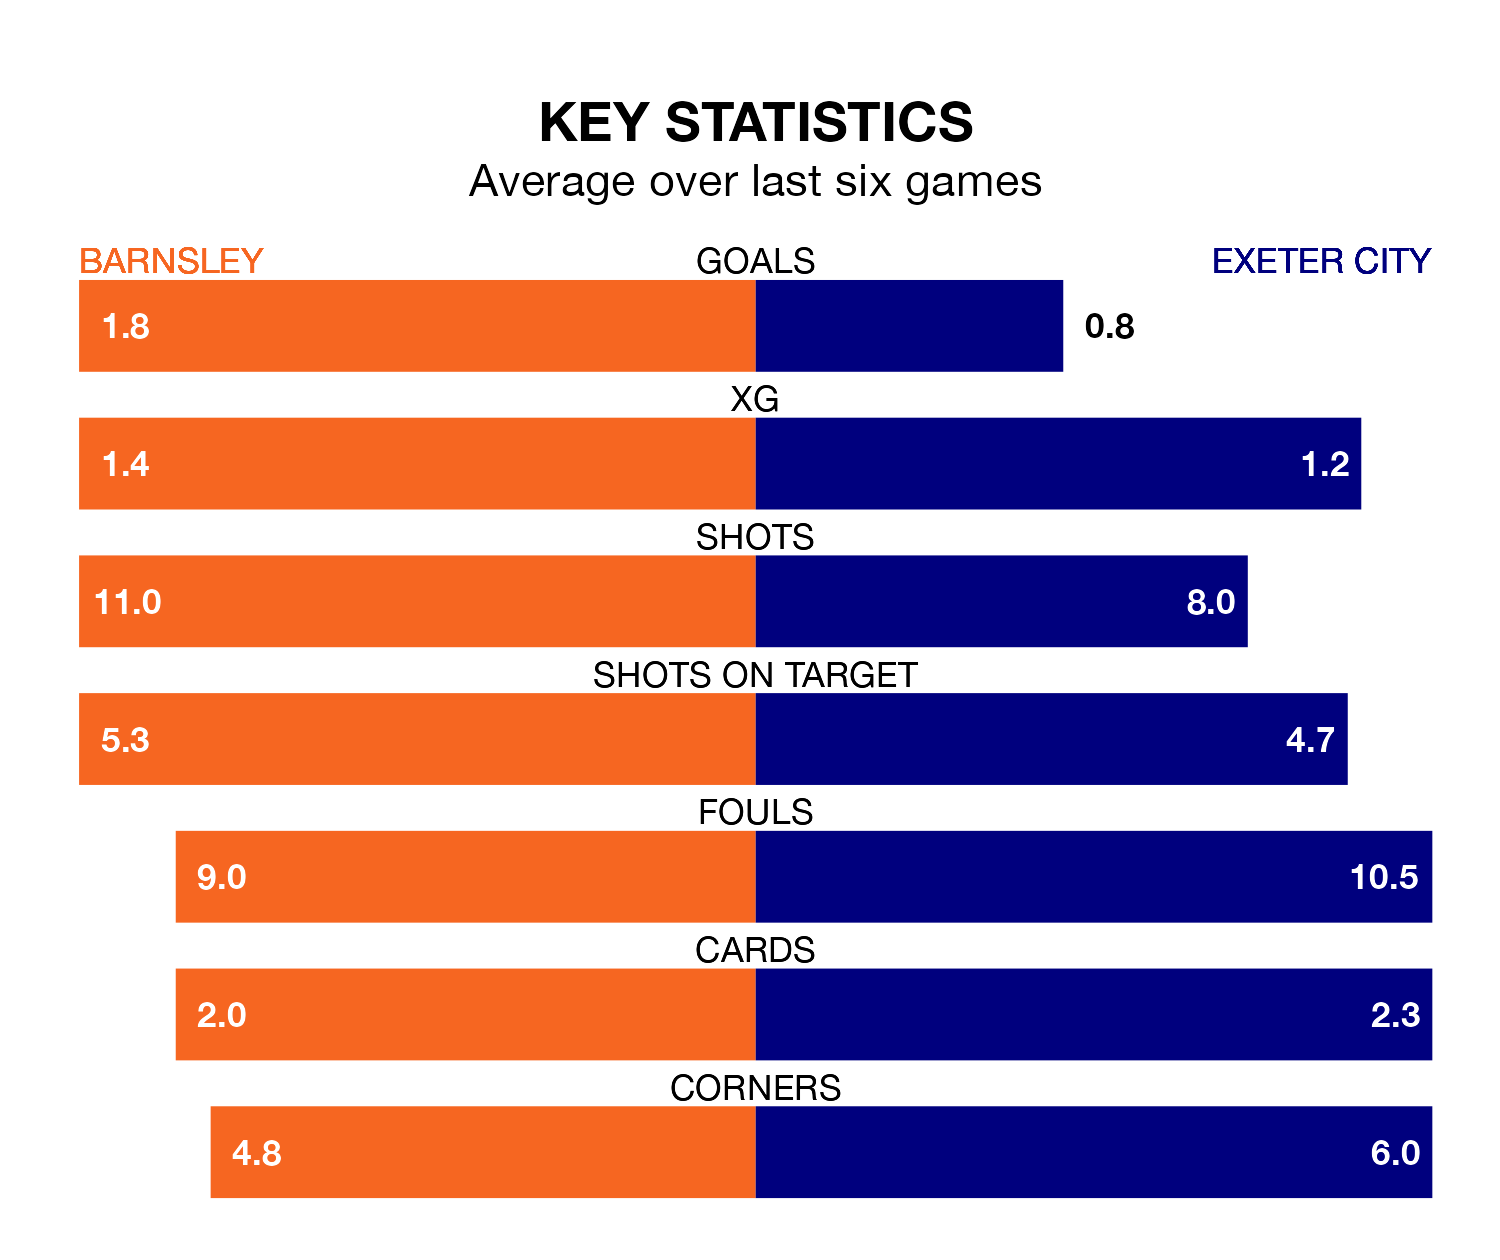 KEY STATISTICS
Average over last six games
BARNSLEY GOALS EXETER CITY
1.8 0.8
XG
1.4 1.2
SHOTS
11.0 8.0
SHOTS ON TARGET
5.3 4.7
FOULS
9.0 10.5
CARDS
2.0 2.3
CORNERS
4.8 6.0